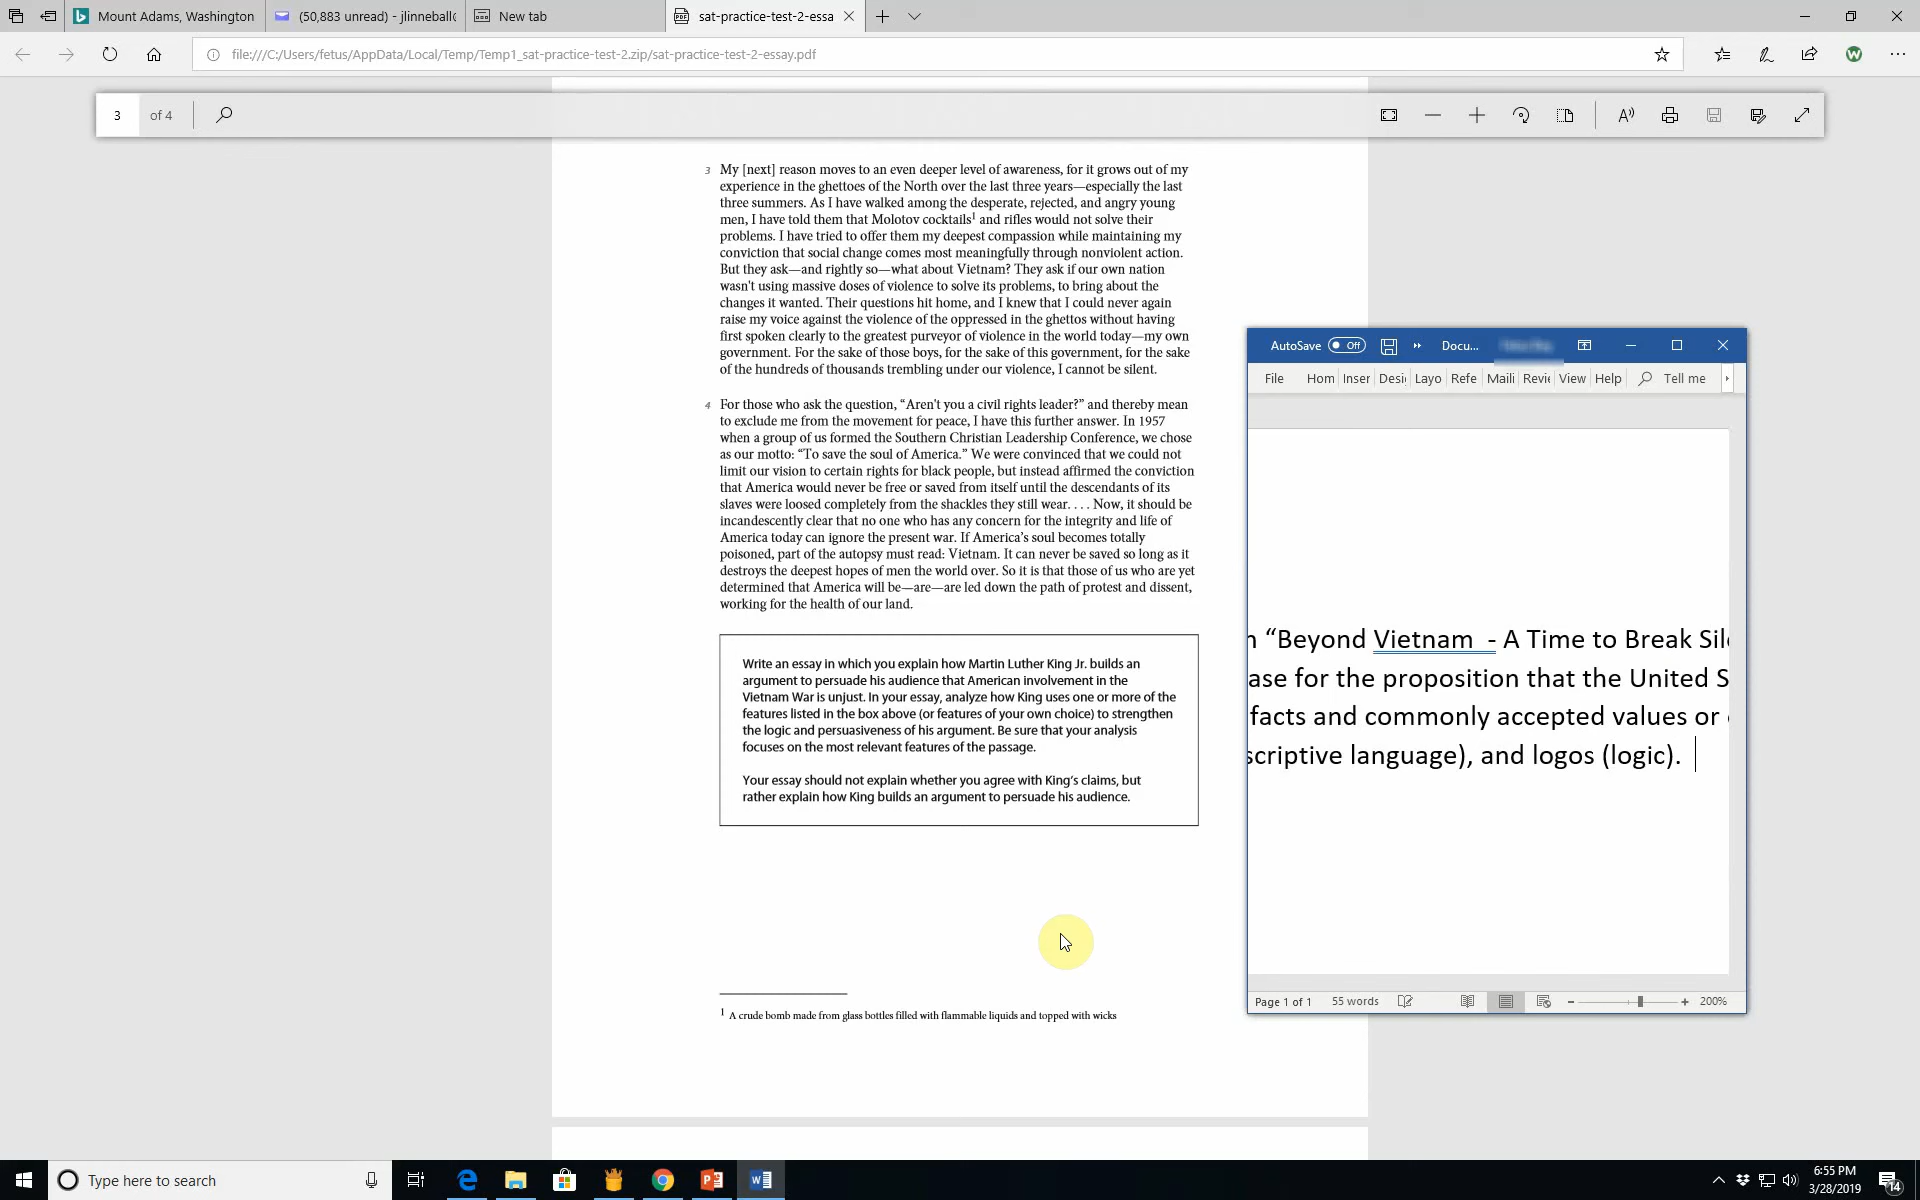 Mount Adams, Washington
(50,883 unread) - jlinneball
New tab
sat-practice-test-2-essa
file:///C:/Users/fetus/AppData/Local/Temp/Temp1_sat-practice-test-2.zip/sat-practice-test-2-essay.pdf
3 of 4
3 My [next] reason moves to an even deeper level of awareness, for it grows out of my
experience in the ghettoes of the North over the last three years—especially the last
three summers. As I have walked among the desperate, rejected, and angry young
men, I have told them that Molotov cocktails1 and rifles would not solve their
problems. I have tried to offer them my deepest compassion while maintaining my
conviction that social change comes most meaningfully through nonviolent action.
But they ask—and rightly so—what about Vietnam? They ask if our own nation
wasn't using massive doses of violence to solve its problems, to bring about the
changes it wanted. Their questions hit home, and I knew that I could never again
raise my voice against the violence of the oppressed in the ghettos without having
first spoken clearly to the greatest purveyor of violence in the world today—my own
government. For the sake of those boys, for the sake of this government, for the sake
of the hundreds of thousands trembling under our violence, I cannot be silent.
4 For those who ask the question, “Aren't you a civil rights leader?” and thereby mean
to exclude me from the movement for peace, I have this further answer. In 1957
when a group of us formed the Southern Christian Leadership Conference, we chose
as our motto: “To save the soul of America.” We were convinced that we could not
limit our vision to certain rights for black people, but instead affirmed the conviction
that America would never be free or saved from itself until the descendants of its
slaves were loosed completely from the shackles they still wear. . . . Now, it should be
incandescently clear that no one who has any concern for the integrity and life of
America today can ignore the present war. If America’s soul becomes totally
poisoned, part of the autopsy must read: Vietnam. It can never be saved so long as it
destroys the deepest hopes of men the world over. So it is that those of us who are yet
determined that America will be—are—are led down the path of protest and dissent,
working for the health of our land.
Write an essay in which you explain how Martin Luther King Jr. builds an
argument to persuade his audience that American involvement in the
Vietnam War is unjust. In your essay, analyze how King uses one or more of the
features listed in the box above (or features of your own choice) to strengthen
the logic and persuasiveness of his argument. Be sure that your analysis
focuses on the most relevant features of the passage.
Your essay should not explain whether you agree with King’s claims, but
rather explain how King builds an argument to persuade his audience.
1 A crude bomb made from glass bottles filled with flammable liquids and topped with wicks
AutoSave Off Docu...
File Hom Inser Desi Layo Refe Maili Revie View Help Tell me
n “Beyond Vietnam - A Time to Break Sile
ase for the proposition that the United S
facts and commonly accepted values or
scriptive language), and logos (logic).
Page 1 of 1 55 words 200%
Type here to search
6:55 PM
3/28/2019
14